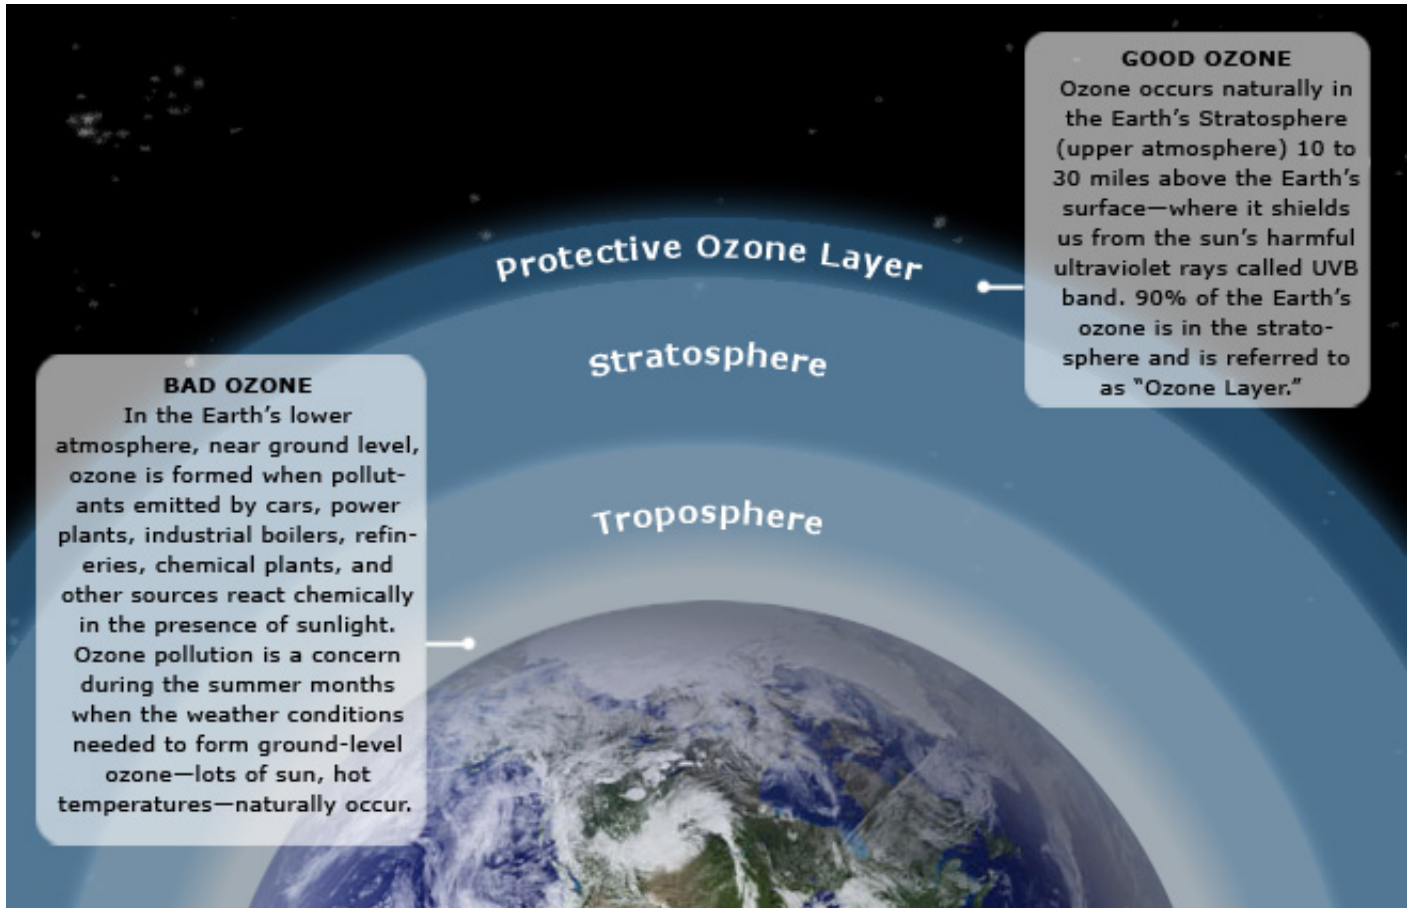 GOOD OZONE
Ozone occurs naturally in
the Earth's Stratosphere
(upper atmosphere) 10 to
30 miles above the Earth's
surface—where it shields
us from the sun's harmful
ultraviolet rays called UVB
band. 90% of the Earth's
ozone is in the strato-
sphere and is referred to
as “Ozone Layer.”
Protective Ozone Layer
Stratosphere
Troposphere
BAD OZONE
In the Earth's lower
atmosphere, near ground level,
ozone is formed when pollut-
ants emitted by cars, power
plants, industrial boilers, refin-
eries, chemical plants, and
other sources react chemically
in the presence of sunlight.
Ozone pollution is a concern
during the summer months
when the weather conditions
needed to form ground-level
ozone—lots of sun, hot
temperatures—naturally occur.